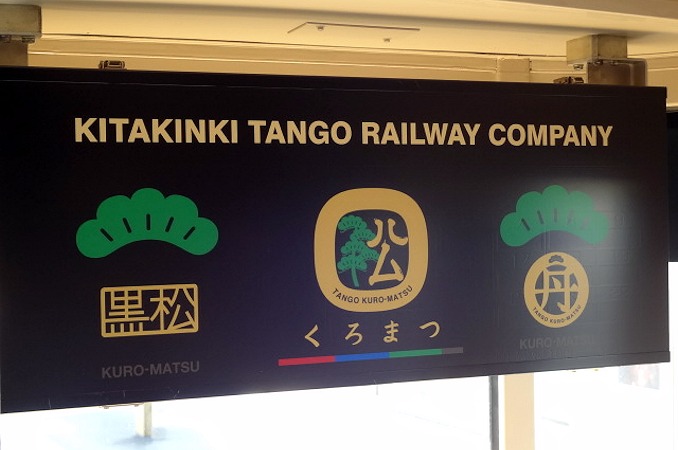 KITAKINKI TANGO RAILWAY COMPANY
黒松
KURO-MATSU
松
TANGO KURO-MATSU
くろまつ
丹
TANGO KURO-MATSU
KURO-MATSU